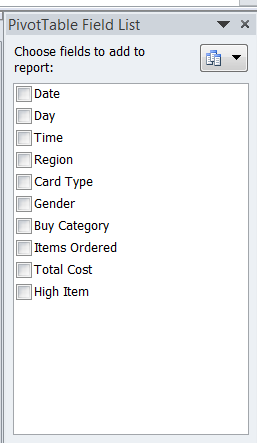 PivotTable Field List
Choose fields to add to
report:
Date
Day
Time
Region
Card Type
Gender
Buy Category
Items Ordered
Total Cost
High Item